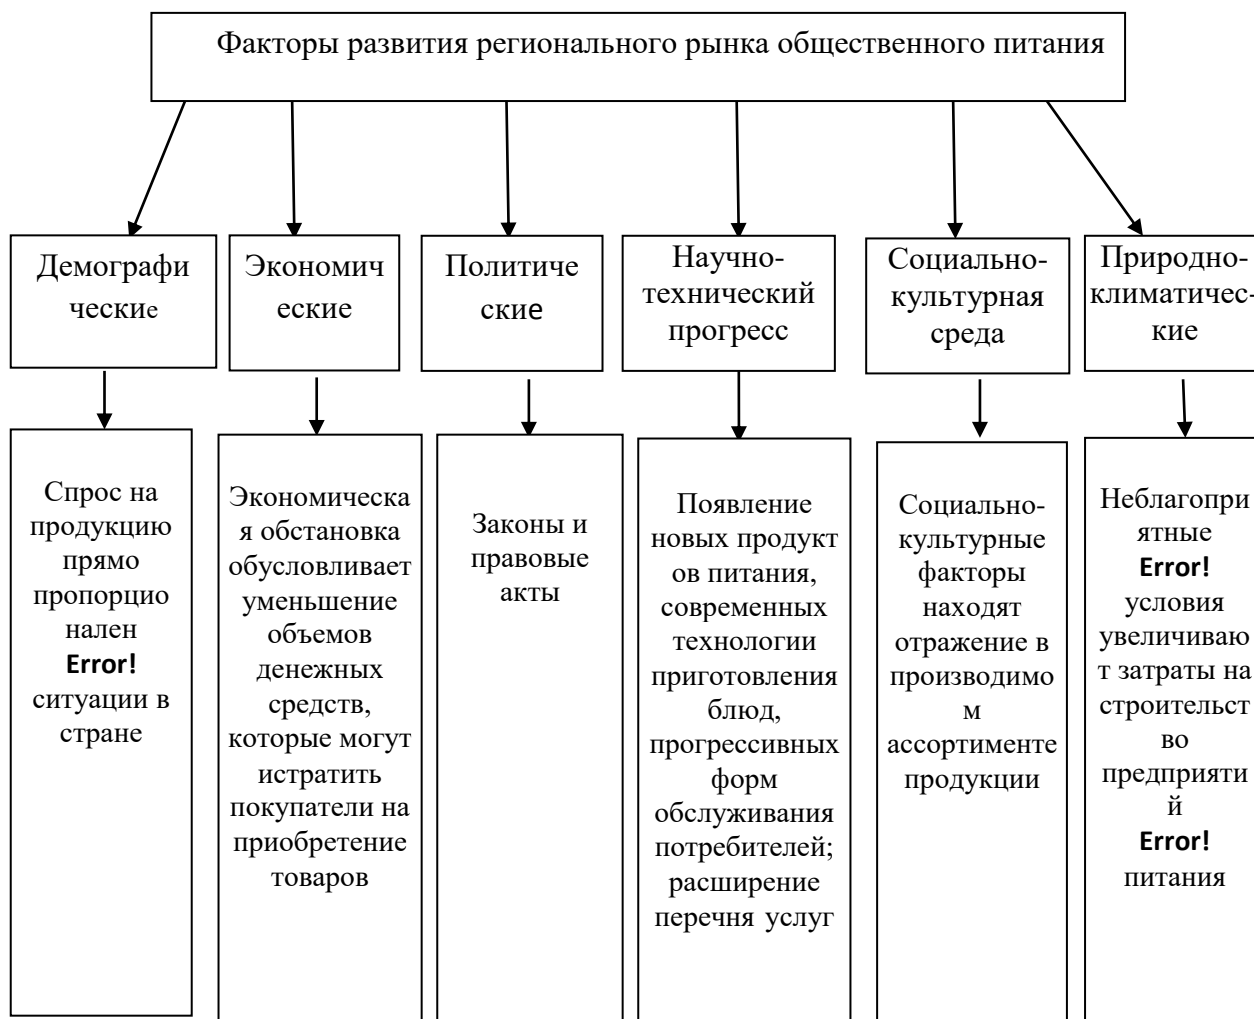 Факторы развития регионального рынка общественного питания
Демографи
ические
Экономич
еские
Политиче
ские
Научно-
технический
прогресс
Социально-
культурная
среда
Природно-
климатичес-
кие
Спрос на
продукцию
прямо
пропорцио
нален
Error!
ситуации в
стране
Экономическа
я обстановка
обусловливает
уменьшение
объемов
денежных
средств,
которые могут
истратить
покупатели на
приобретение
товаров
Законы и
правовые
акты
Появление
новых продукт
ов питания,
современных
технологии
приготовления
блюд,
прогрессивных
форм
обслуживания
потребителей;
расширение
перечня услуг
Социально-
культурные
факторы
находят
отражение в
производимо
м
ассортименте
продукции
Неблагопри
ятные
Error!
условия
увеличиваю
т затраты на
строительст
во
предприяти
й
Error!
питания